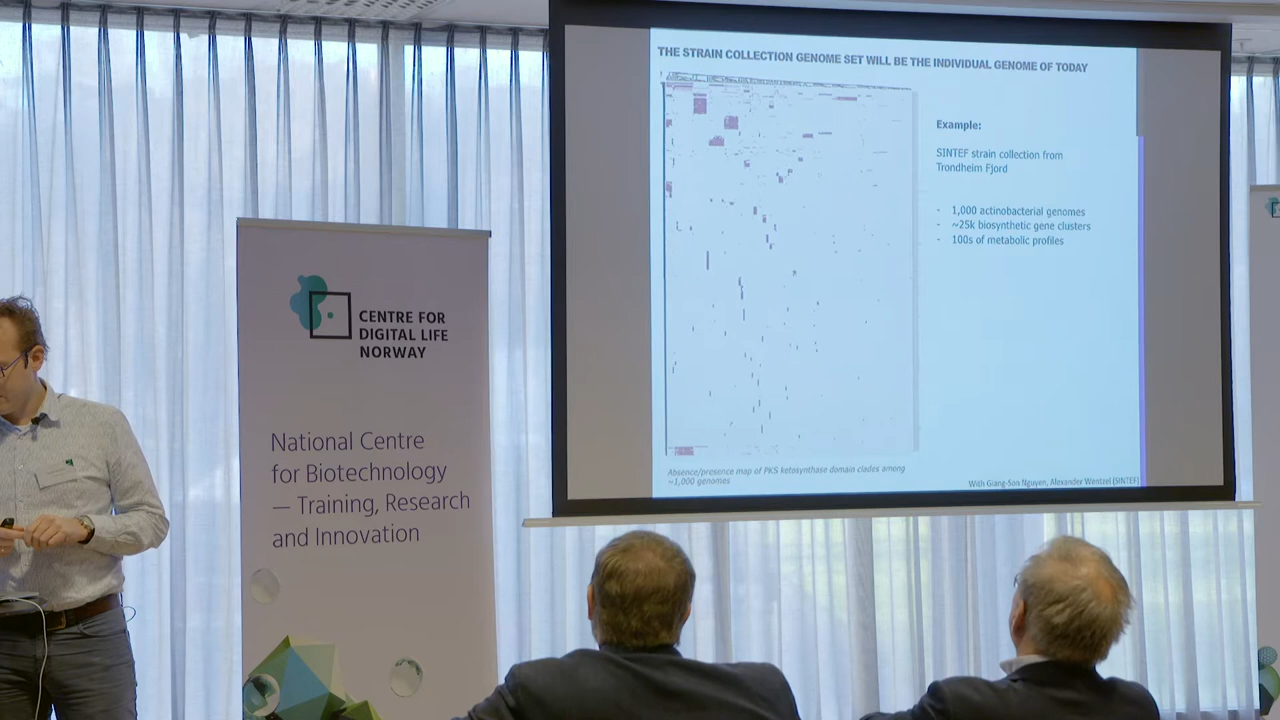 THE STRAIN COLLECTION GENOME SET WILL BE THE INDIVIDUAL GENOME OF TODAY
Example:
SINTEF strain collection from
Trondheim Fjord
- 1,000 actinobacterial genomes
- ~25k biosynthetic gene clusters
- 100s of metabolic profiles
Absence/presence map of PKS ketosynthase domain clades among
~1,000 genomes
With Giang-Son Nguyen, Alexander Wentzel (SINTEF)
CENTRE FOR
DIGITAL LIFE
NORWAY
National Centre
for Biotechnology
— Training, Research
and Innovation